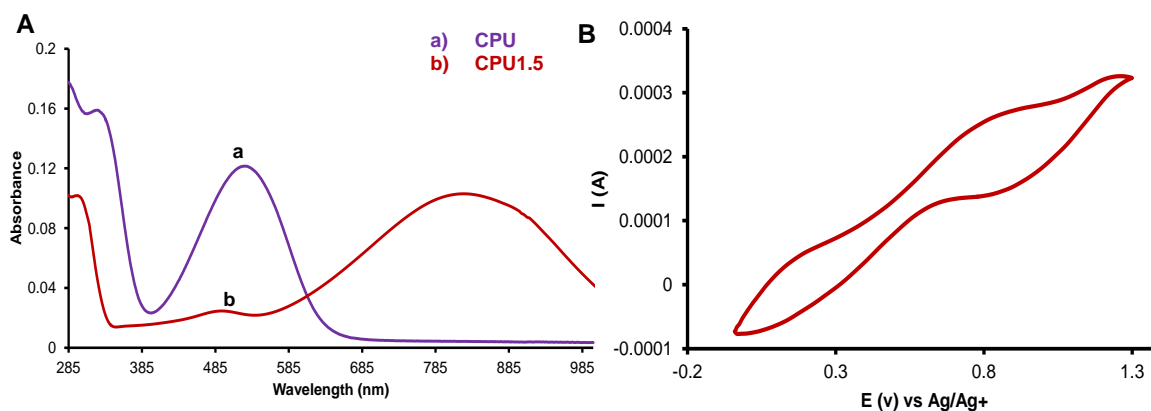 A
a) CPU
b) CPU1.5
0.2
0.16
0.12
0.08
0.04
0
Absorbance
a
b
285 385 485 585 685 785 885 985
Wavelength (nm)
B
0.0004
0.0003
0.0002
0.0001
0
-0.0001
I (A)
-0.2 0.3 0.8 1.3
E (v) vs Ag/Ag+